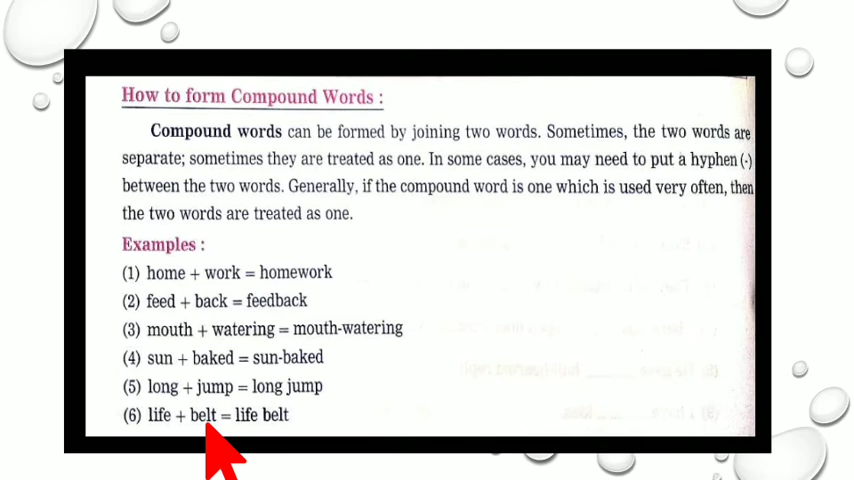 How to form Compound Words :
Compound words can be formed by joining two words. Sometimes, the two words are
separate; sometimes they are treated as one. In some cases, you may need to put a hyphen (-)
between the two words. Generally, if the compound word is one which is used very often, then
the two words are treated as one.
Examples :
(1) home + work = homework
(2) feed + back = feedback
(3) mouth + watering = mouth-watering
(4) sun + baked = sun-baked
(5) long + jump = long jump
(6) life + belt = life belt